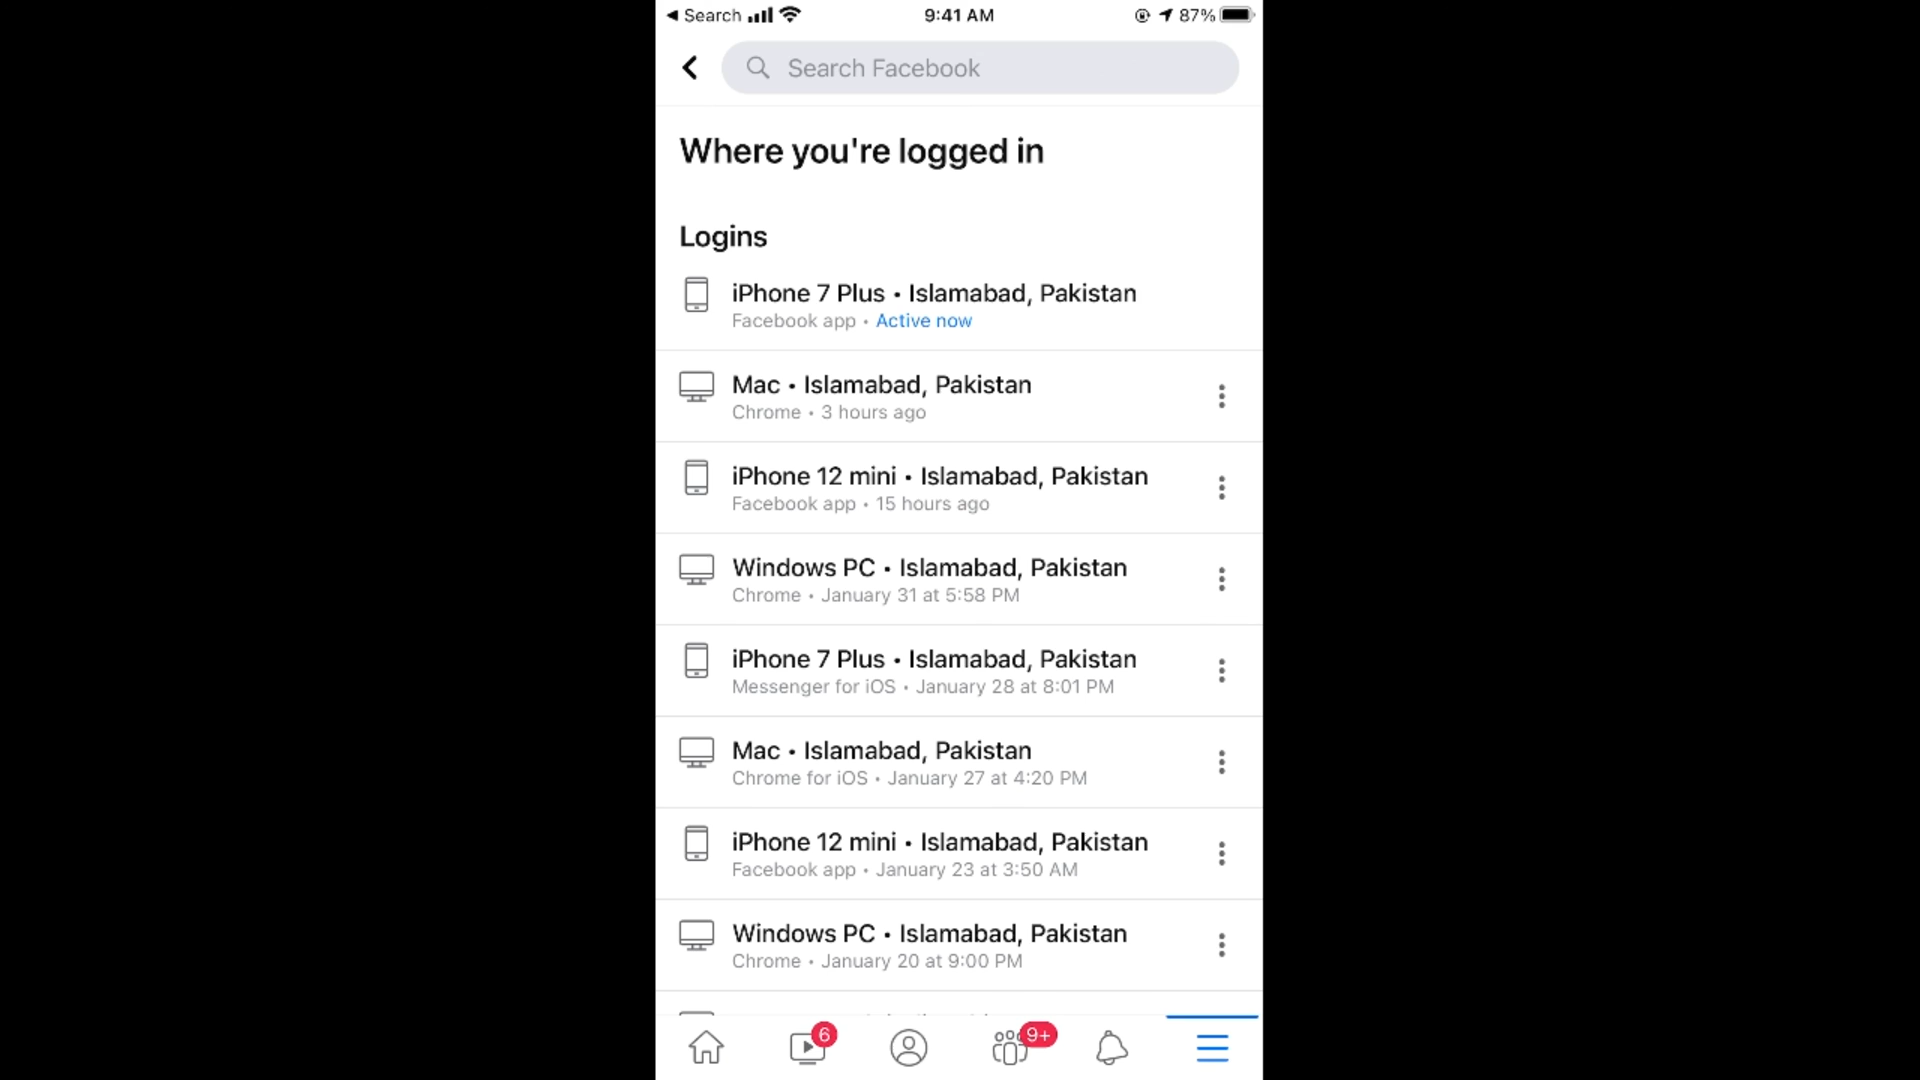 Search
9:41 AM
87%
Search Facebook
Where you're logged in
Logins
iPhone 7 Plus • Islamabad, Pakistan
Facebook app • Active now
Mac • Islamabad, Pakistan
Chrome • 3 hours ago
iPhone 12 mini • Islamabad, Pakistan
Facebook app • 15 hours ago
Windows PC • Islamabad, Pakistan
Chrome • January 31 at 5:58 PM
iPhone 7 Plus • Islamabad, Pakistan
Messenger for iOS • January 28 at 8:01 PM
Mac • Islamabad, Pakistan
Chrome for iOS • January 27 at 4:20 PM
iPhone 12 mini • Islamabad, Pakistan
Facebook app • January 23 at 3:50 AM
Windows PC • Islamabad, Pakistan
Chrome • January 20 at 9:00 PM
6
9+